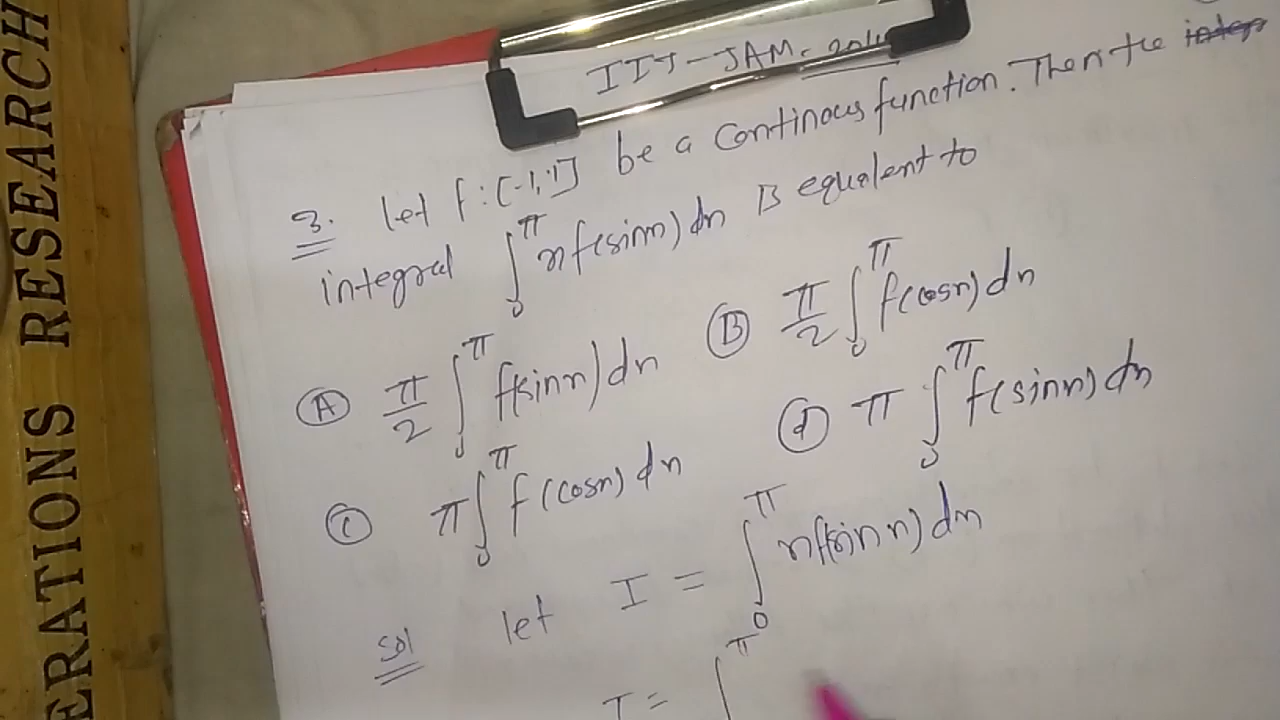 OPERATIONS RESEARCH
IIT-JAM-
3. let f:[-1,1] be a Continous function. Then the
integral ∫₀^π x f(sinx) dx is equalent to
(A) π/2 ∫₀^π f(sinx) dx (B) π/2 ∫₀^π f(cosx) dx
(C) π ∫₀^π f(cosx) dx (d) π ∫₀^π f(sinx) dx
Sol let I = ∫₀^π x f(sinx) dx
I = ∫^π